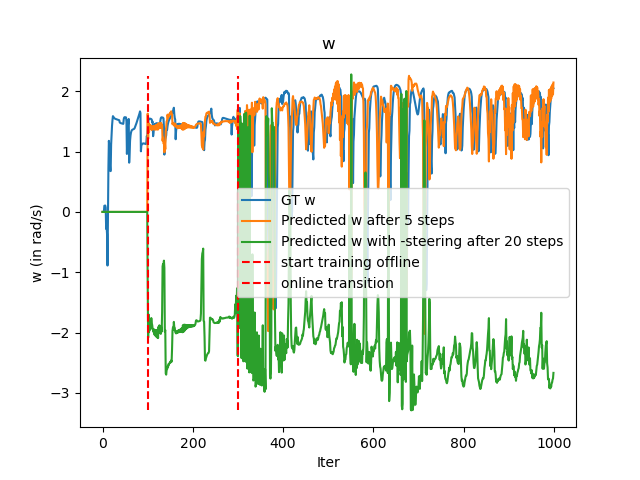 w
w (in rad/s)
2
1
0
−1
−2
−3
GT w
Predicted w after 5 steps
Predicted w with -steering after 20 steps
start training offline
online transition
0 200 400 600 800 1000
Iter